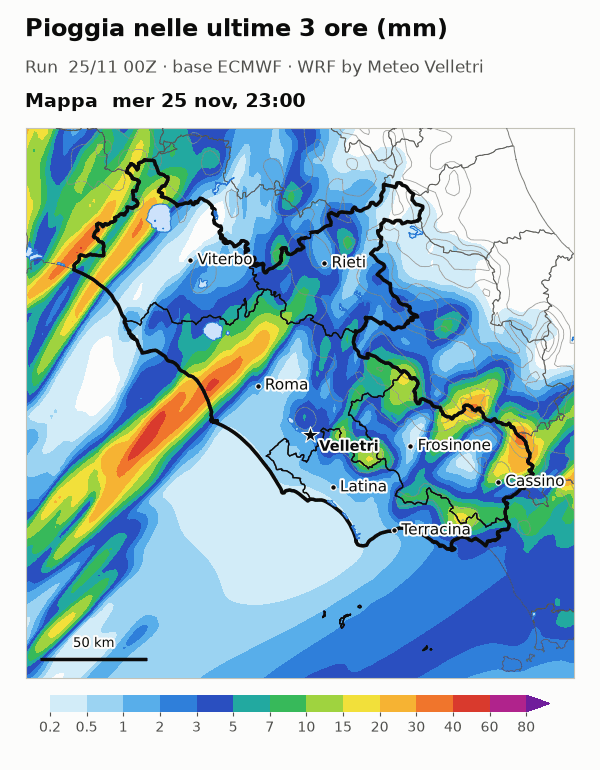 Pioggia nelle ultime 3 ore (mm)
Run 25/11 00Z · base ECMWF · WRF by Meteo Velletri
Mappa mer 25 nov, 23:00
Viterbo
Rieti
Roma
Velletri
Frosinone
Cassino
Latina
Terracina
50 km
0.2 0.5 1 2 3 5 7 10 15 20 30 40 60 80